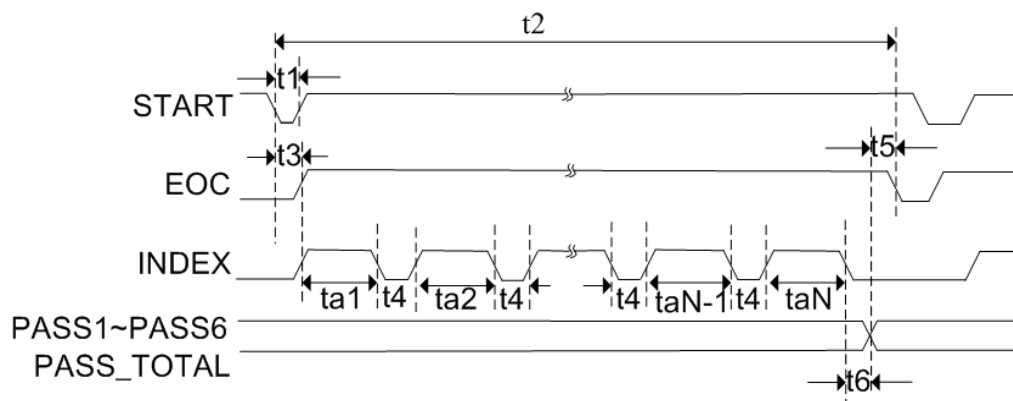 t2
t1
START
t3
t5
EOC
INDEX
ta1 t4 ta2 t4 t4 taN-1 t4 taN
PASS1~PASS6
PASS_TOTAL
t6